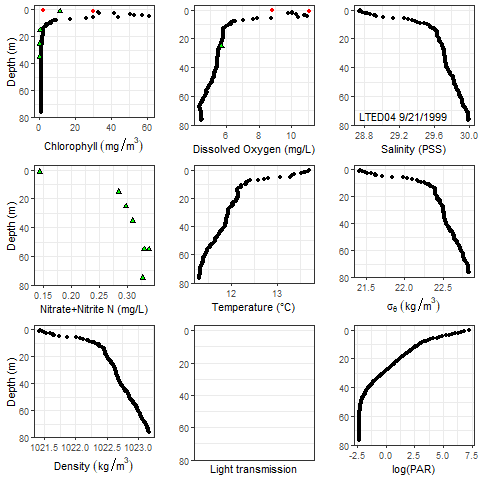 Depth (m)
0
20
40
60
80
0 20 40 60
Chlorophyll (mg/m³)
0
20
40
60
80
6 8 10
Dissolved Oxygen (mg/L)
0
20
40
60
80
LTED04 9/21/1999
28.8 29.2 29.6 30.0
Salinity (PSS)
Depth (m)
0
20
40
60
80
0.15 0.20 0.25 0.30
Nitrate+Nitrite N (mg/L)
0
20
40
60
80
12 13
Temperature (°C)
0
20
40
60
80
21.5 22.0 22.5
σθ (kg/m³)
Depth (m)
0
20
40
60
80
1021.5 1022.0 1022.5 1023.0
Density (kg/m³)
0
20
40
60
80
Light transmission
0
20
40
60
80
-2.5 0.0 2.5 5.0 7.5
log(PAR)